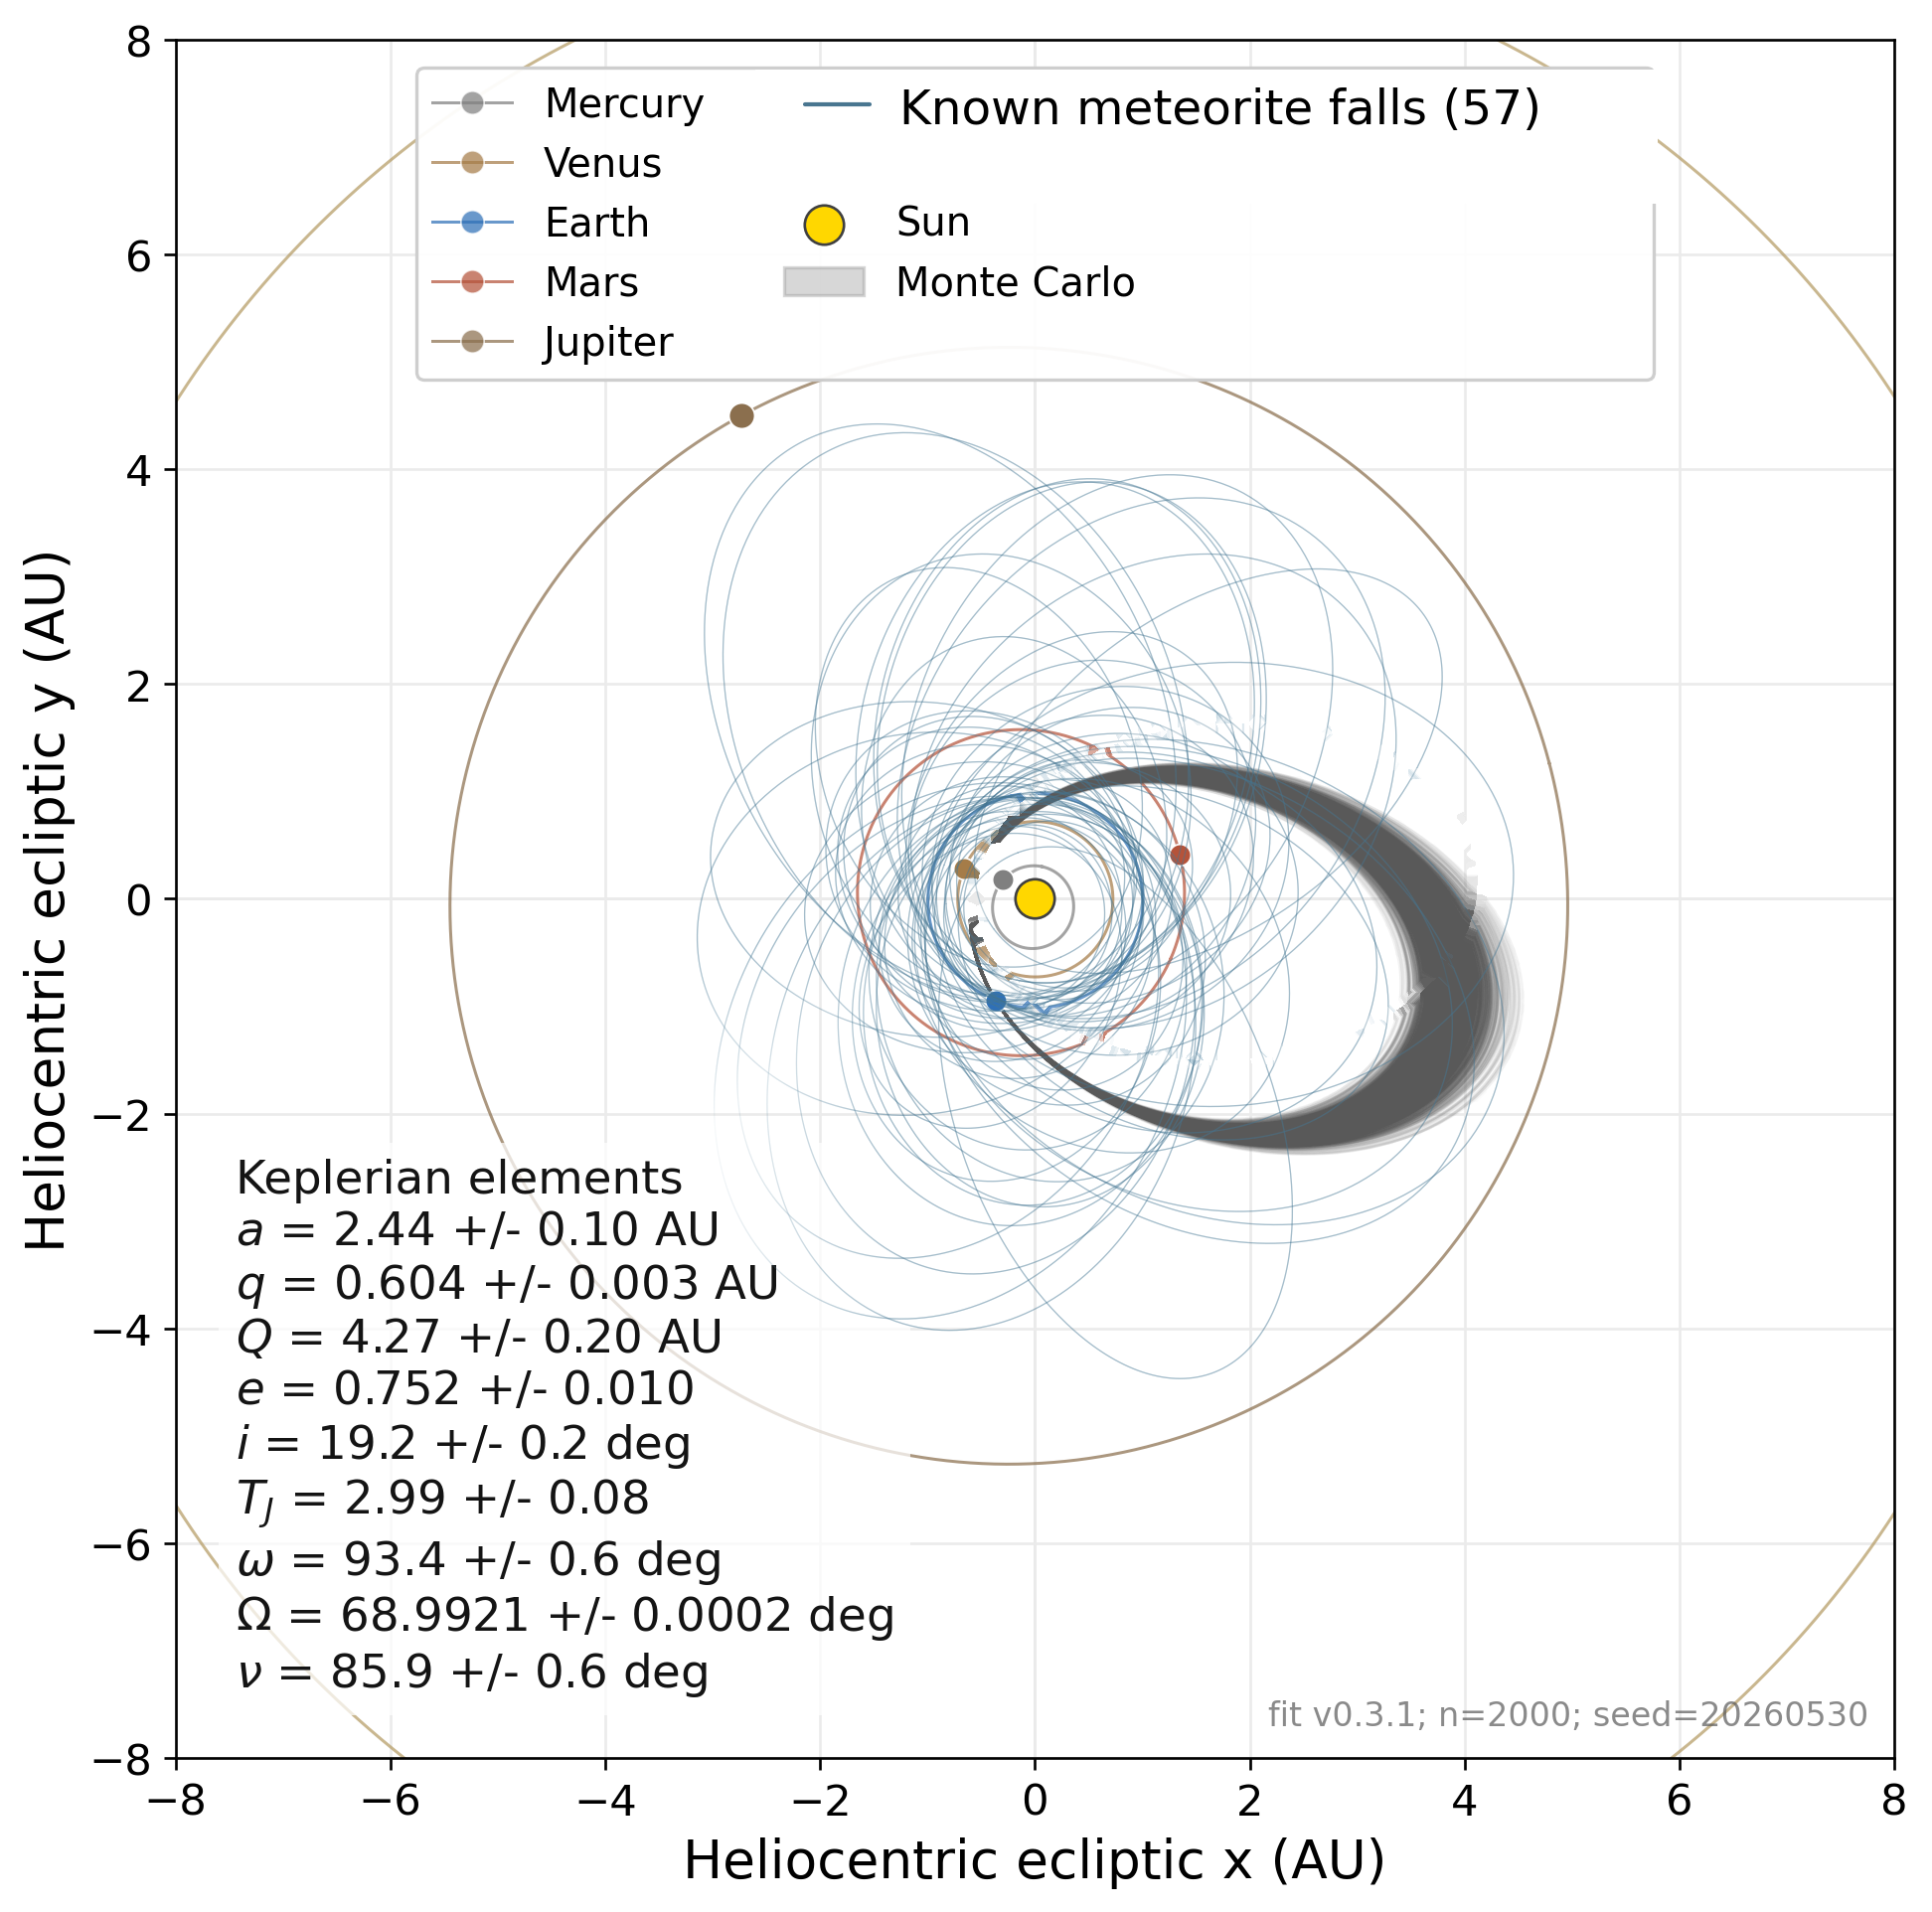 Mercury
Venus
Earth
Mars
Jupiter
Known meteorite falls (57)
Sun
Monte Carlo
8
6
4
2
0
−2
−4
−6
−8
Heliocentric ecliptic y (AU)
Keplerian elements
a = 2.44 +/- 0.10 AU
q = 0.604 +/- 0.003 AU
Q = 4.27 +/- 0.20 AU
e = 0.752 +/- 0.010
i = 19.2 +/- 0.2 deg
T_J = 2.99 +/- 0.08
ω = 93.4 +/- 0.6 deg
Ω = 68.9921 +/- 0.0002 deg
ν = 85.9 +/- 0.6 deg
fit v0.3.1; n=2000; seed=20260530
−8 −6 −4 −2 0 2 4 6 8
Heliocentric ecliptic x (AU)